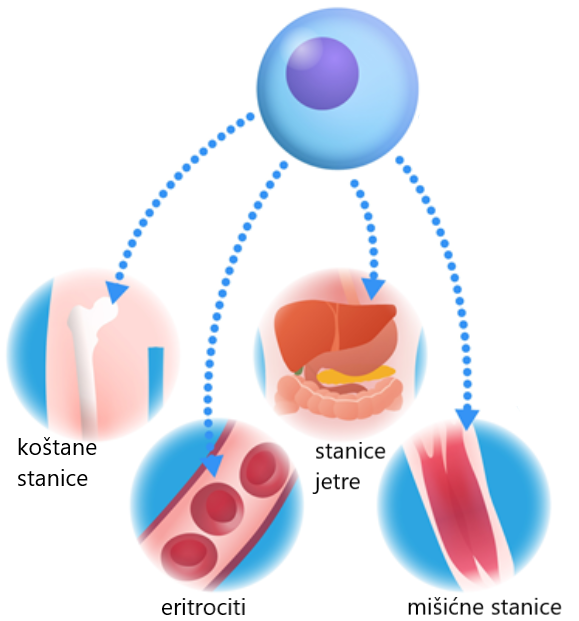 koštane
stanice
stanice
jetre
eritrociti
mišićne stanice